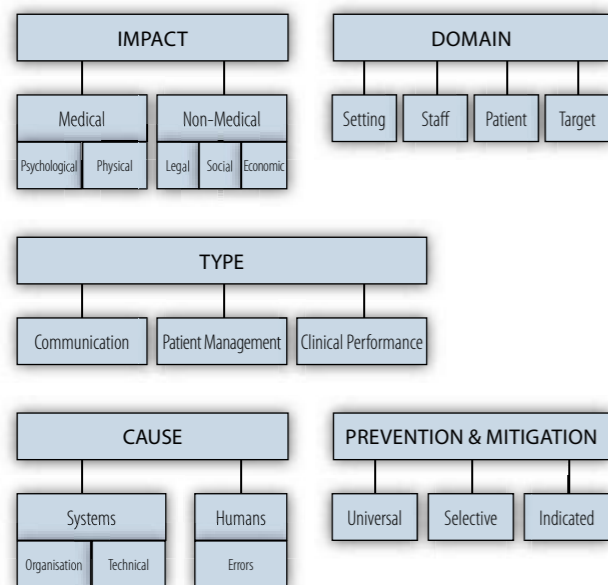 IMPACT
DOMAIN
Medical
Non-Medical
Psychological
Physical
Legal
Social
Economic
Setting
Staff
Patient
Target
TYPE
Communication
Patient Management
Clinical Performance
CAUSE
PREVENTION & MITIGATION
Systems
Humans
Organisation
Technical
Errors
Universal
Selective
Indicated